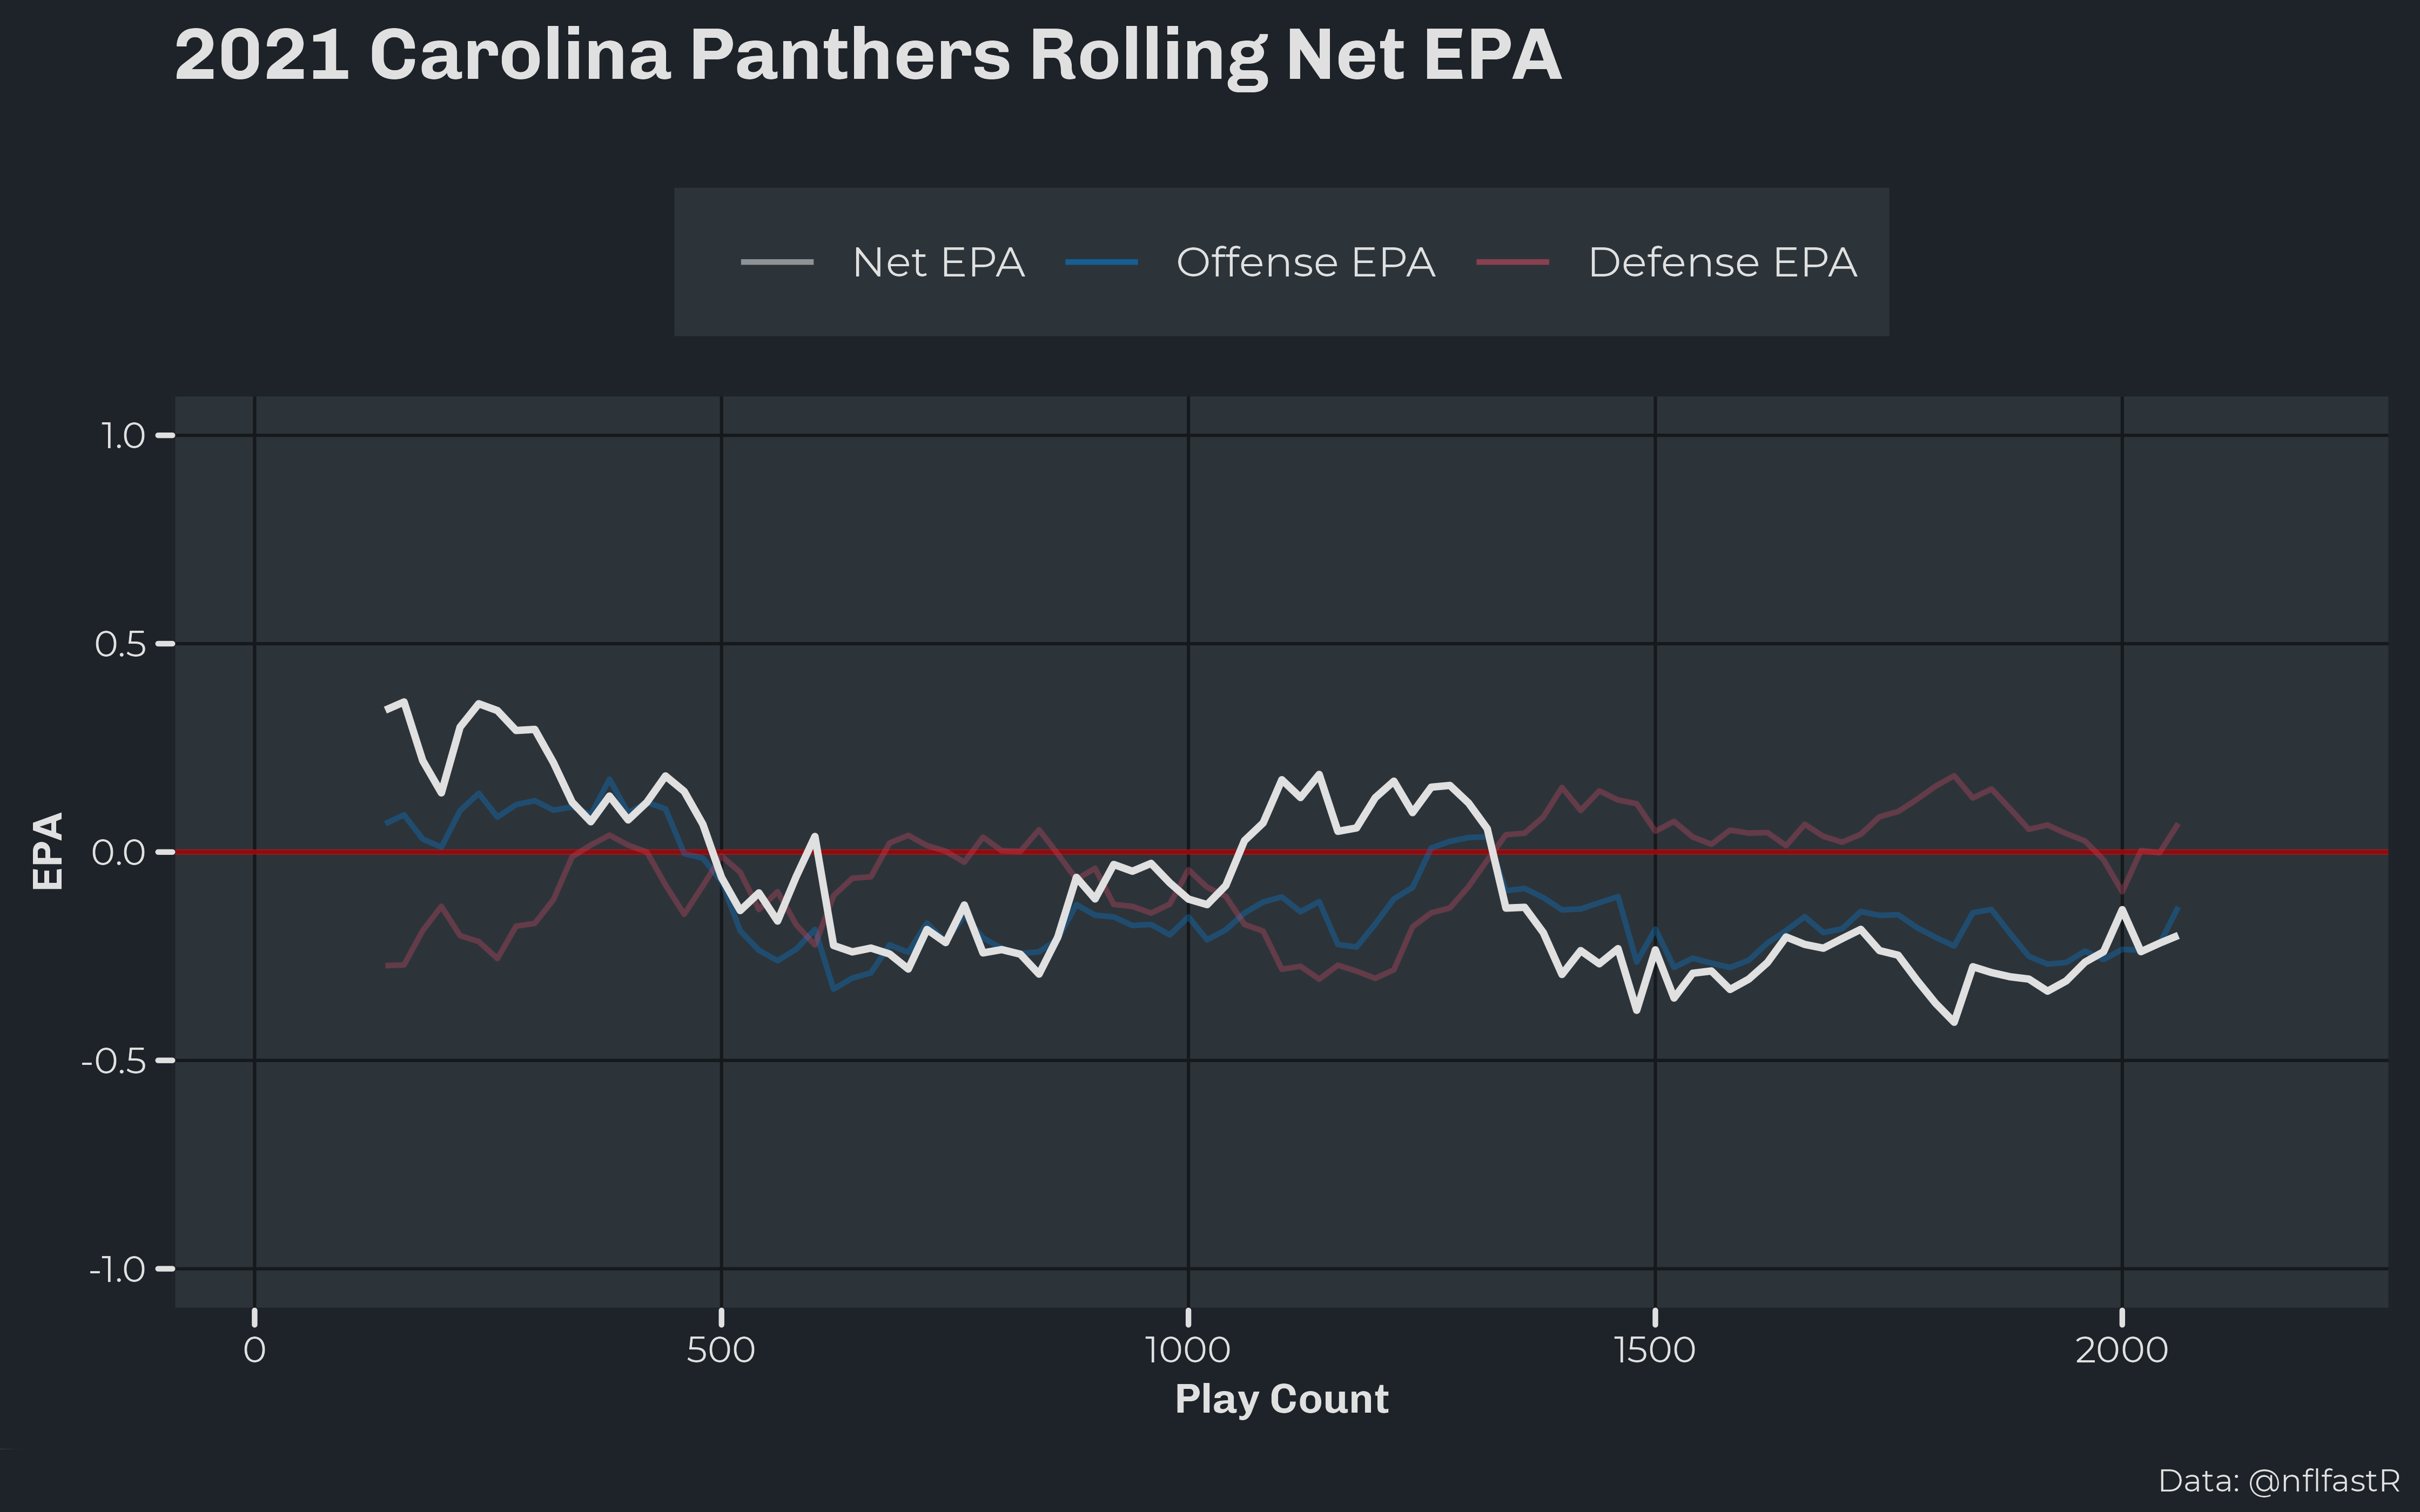 2021 Carolina Panthers Rolling Net EPA
Net EPA Offense EPA Defense EPA
1.0
0.5
0.0
-0.5
-1.0
EPA
0 500 1000 1500 2000
Play Count
Data: @nflfastR